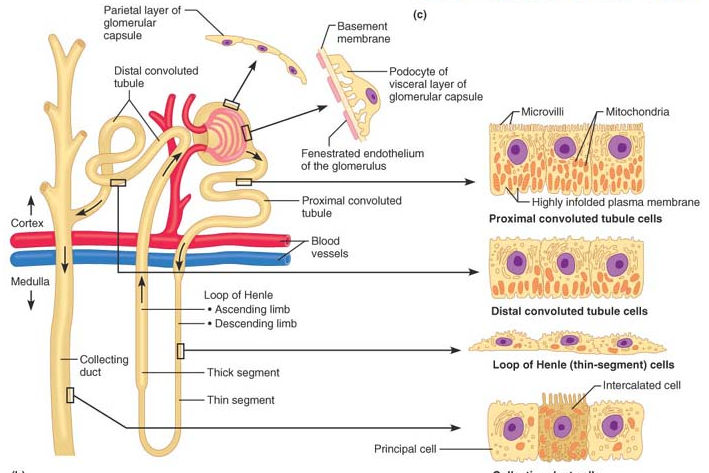 Parietal layer of
glomerular
capsule
(c)
Basement
membrane
Distal convoluted
tubule
Podocyte of
visceral layer of
glomerular capsule
Microvilli
Mitochondria
Fenestrated endothelium
of the glomerulus
Highly infolded plasma membrane
Proximal convoluted tubule cells
Proximal convoluted
tubule
Cortex
Blood
vessels
Medulla
Loop of Henle
• Ascending limb
• Descending limb
Distal convoluted tubule cells
Loop of Henle (thin-segment) cells
Collecting
duct
Thick segment
Intercalated cell
Thin segment
Principal cell